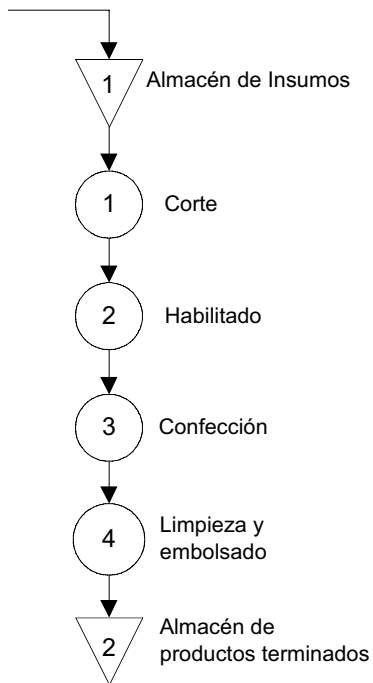 1 Almacén de Insumos
1 Corte
2 Habilitado
3 Confección
4 Limpieza y
embolsado
2 Almacén de
productos terminados